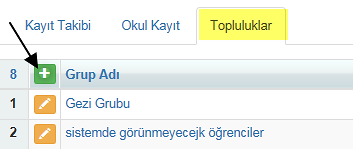 Kayıt Takibi Okul Kayıt Topluluklar
8 Grup Adı
1 Gezi Grubu
2 sistemde görünmeyecejk öğrenciler